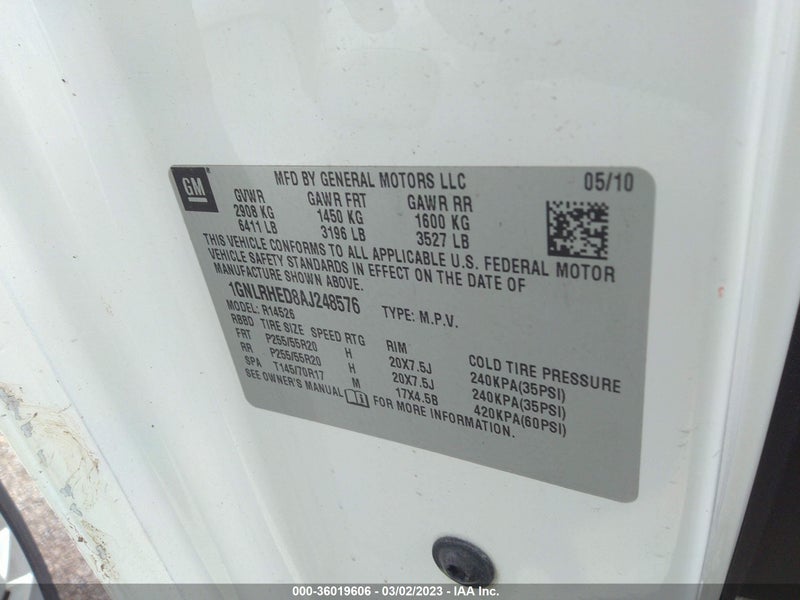 GM
MFD BY GENERAL MOTORS LLC 05/10
GVWR GAWR FRT GAWR RR
2908 KG 1450 KG 1600 KG
6411 LB 3196 LB 3527 LB
THIS VEHICLE CONFORMS TO ALL APPLICABLE U.S. FEDERAL MOTOR
VEHICLE SAFETY STANDARDS IN EFFECT ON THE DATE OF
MANUFACTURE SHOWN ABOVE.
1GNLRHED8AJ248576 TYPE: M.P.V.
MODEL: R14526
RBBD TIRE SIZE SPEED RTG RIM COLD TIRE PRESSURE
FRT P255/55R20 H 20X7.5J 240KPA(35PSI)
RR P255/55R20 H 20X7.5J 240KPA(35PSI)
SPA T145/70R17 M 17X4.5B 420KPA(60PSI)
SEE OWNER'S MANUAL FOR MORE INFORMATION.
000-36019606 - 03/02/2023 - IAA Inc.